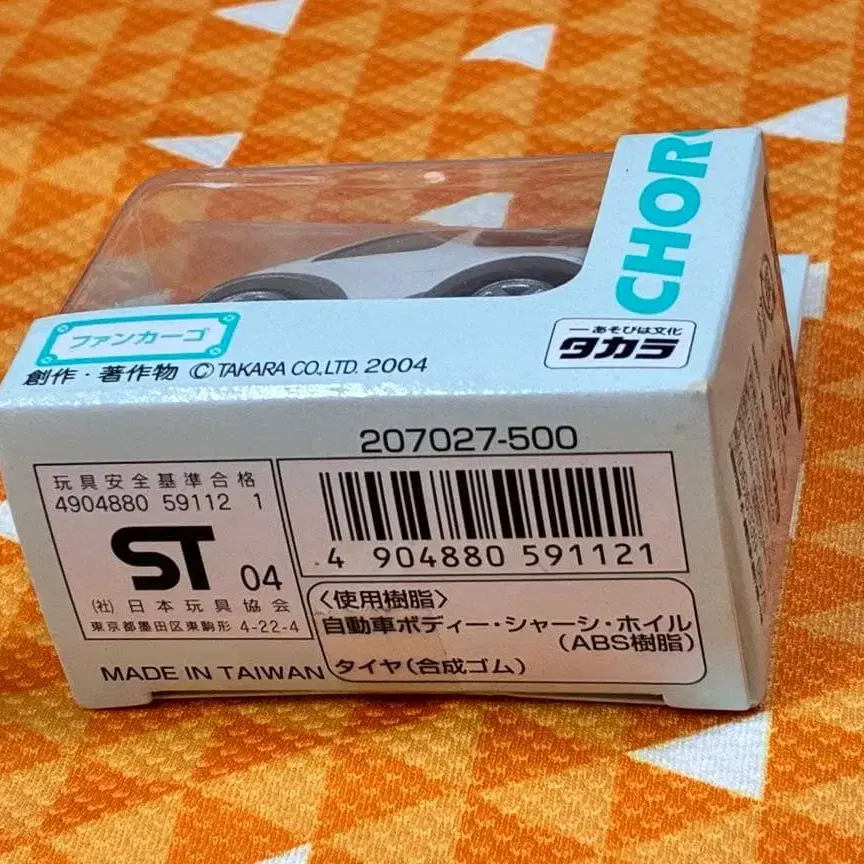 CHOR
ファンカーゴ
創作・著作物 ©TAKARA CO.,LTD. 2004
—あそびは文化
タカラ
207027-500
玩具安全基準合格
4904880 59112 1
ST 04
(社)日本玩具協会
東京都墨田区東駒形 4-22-4
MADE IN TAIWAN
4 904880 591121
〈使用樹脂〉
自動車ボディー・シャーシ・ホイル
(ABS樹脂)
タイヤ(合成ゴム)